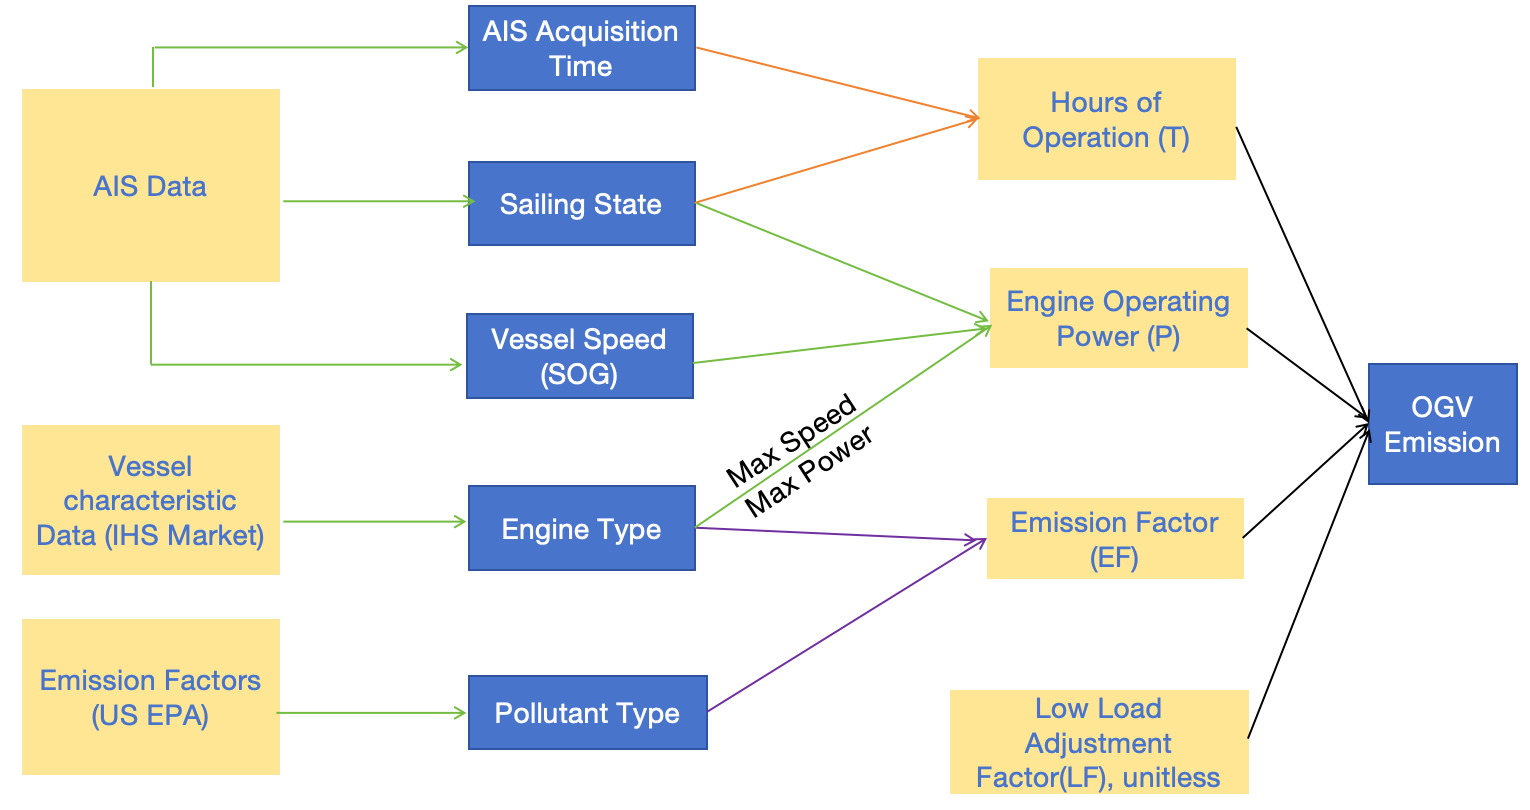 AIS Acquisition
Time
Hours of
Operation (T)
AIS Data
Sailing State
Engine Operating
Power (P)
Vessel Speed
(SOG)
OGV
Emission
Max Speed
Max Power
Vessel
characteristic
Data (IHS Market)
Engine Type
Emission Factor
(EF)
Emission Factors
(US EPA)
Pollutant Type
Low Load
Adjustment
Factor(LF), unitless